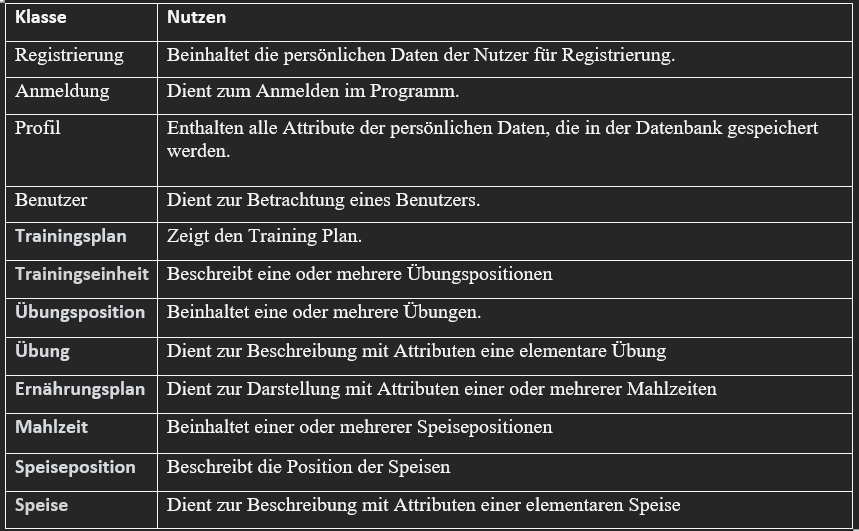 Klasse Nutzen
Registrierung Beinhaltet die persönlichen Daten der Nutzer für Registrierung.
Anmeldung Dient zum Anmelden im Programm.
Profil Enthalten alle Attribute der persönlichen Daten, die in der Datenbank gespeichert
werden.
Benutzer Dient zur Betrachtung eines Benutzers.
Trainingsplan Zeigt den Training Plan.
Trainingseinheit Beschreibt eine oder mehrere Übungspositionen
Übungsposition Beinhaltet eine oder mehrere Übungen.
Übung Dient zur Beschreibung mit Attributen eine elementare Übung
Ernährungsplan Dient zur Darstellung mit Attributen einer oder mehrerer Mahlzeiten
Mahlzeit Beinhaltet einer oder mehrerer Speisepositionen
Speiseposition Beschreibt die Position der Speisen
Speise Dient zur Beschreibung mit Attributen einer elementaren Speise